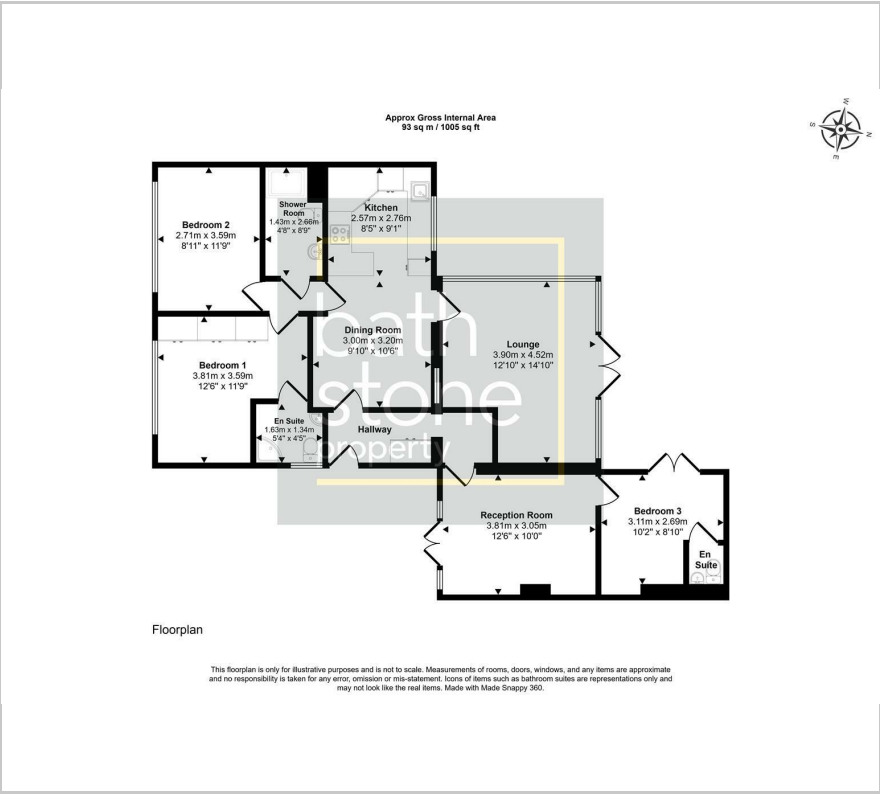 Approx Gross Internal Area
93 sq m / 1005 sq ft
W
S
N
E
Bedroom 2
2.71m x 3.59m
8'11" x 11'9"
Shower
Room
1.43m x 2.66m
4'8" x 8'9"
Kitchen
2.57m x 2.76m
8'5" x 9'1"
Dining Room
3.00m x 3.20m
9'10" x 10'6"
Lounge
3.90m x 4.52m
12'10" x 14'10"
Bedroom 1
3.81m x 3.59m
12'6" x 11'9"
En Suite
1.63m x 1.34m
5'4" x 4'5"
Hallway
bath
stone
property
Reception Room
3.81m x 3.05m
12'6" x 10'0"
Bedroom 3
3.11m x 2.69m
10'2" x 8'10"
En
Suite
Floorplan
This floorplan is only for illustrative purposes and is not to scale. Measurements of rooms, doors, windows, and any items are approximate
and no responsibility is taken for any error, omission or mis-statement. Icons of items such as bathroom suites are representations only and
may not look like the real items. Made with Made Snappy 360.